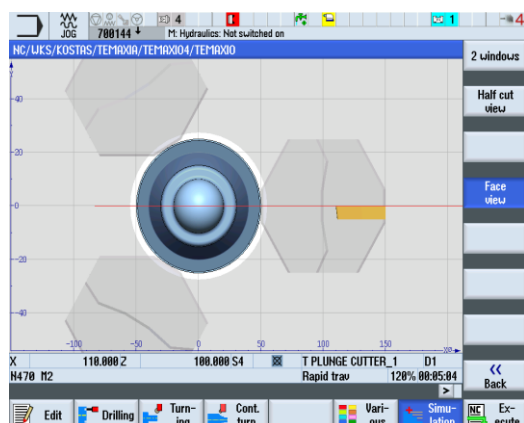 4
1
4
JOG
700144
M: Hydraulics: Not switched on
NC/WKS/KOSTAS/TEMAXIA/TEMAXIO4/TEMAXIO
2 windows
Half cut
view
Face
view
Back
-40
-20
0
20
40
-100
-50
0
50
100
150
X 110.000 Z 100.000 S4 T PLUNGE CUTTER_1 D1
N470 M2 Rapid trav 120% 00:05:04
Edit
Drilling
Turn-
ing
Cont.
turn
Vari-
ous
Simu-
lation
NC
Ex-
ecute